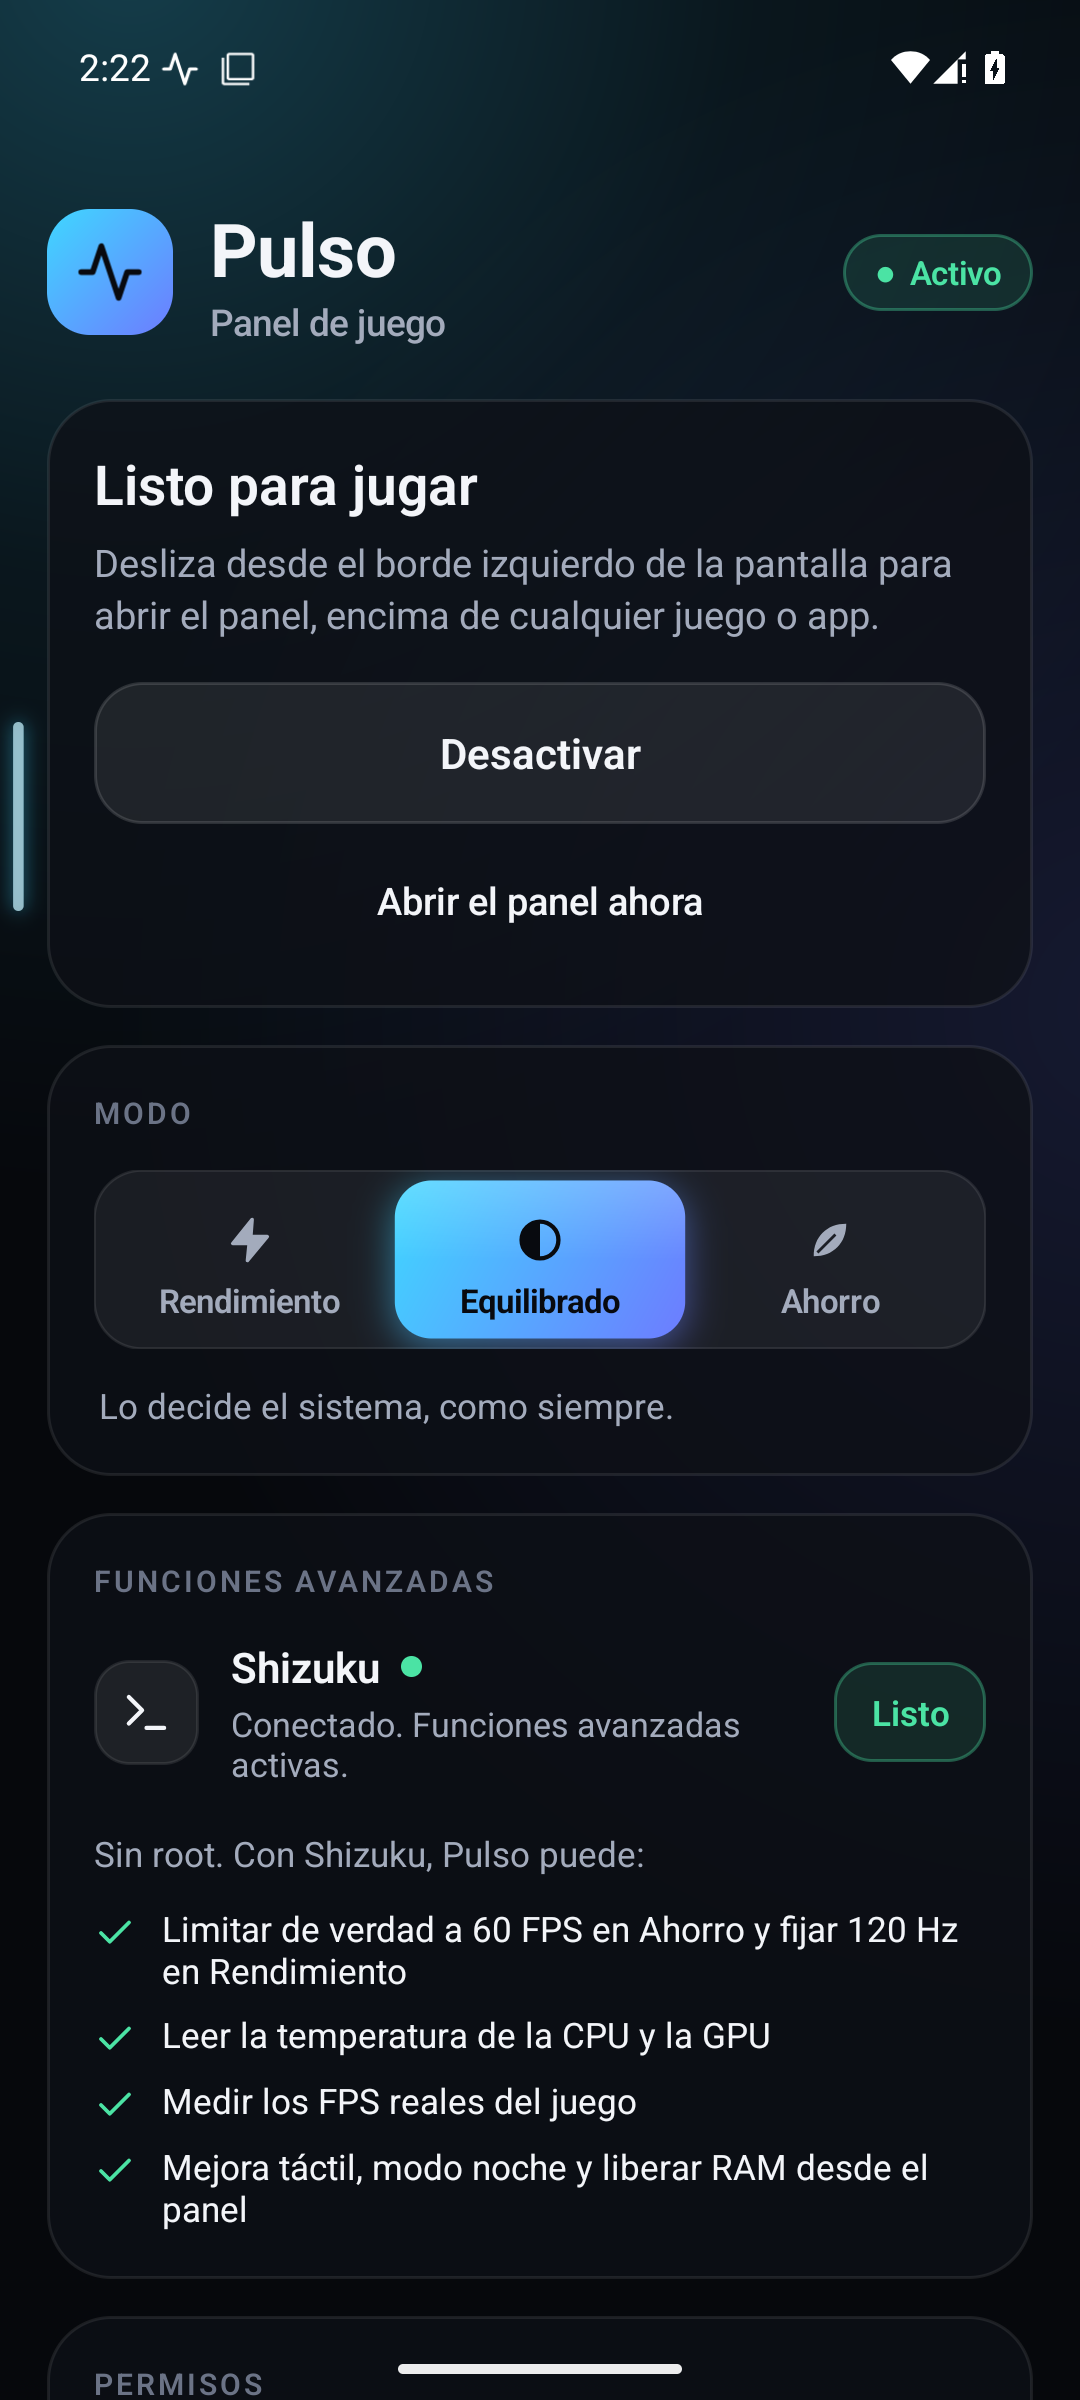 2:22
Pulso
Panel de juego
Activo
Listo para jugar
Desliza desde el borde izquierdo de la pantalla para
abrir el panel, encima de cualquier juego o app.
Desactivar
Abrir el panel ahora
MODO
Rendimiento
Equilibrado
Ahorro
Lo decide el sistema, como siempre.
FUNCIONES AVANZADAS
Shizuku
Conectado. Funciones avanzadas
activas.
Listo
Sin root. Con Shizuku, Pulso puede:
Limitar de verdad a 60 FPS en Ahorro y fijar 120 Hz
en Rendimiento
Leer la temperatura de la CPU y la GPU
Medir los FPS reales del juego
Mejora táctil, modo noche y liberar RAM desde el
panel
PERMISOS